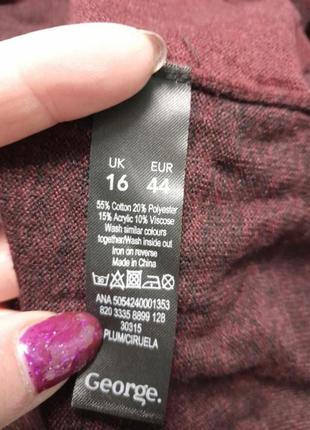 UK EUR
16 44
55% Cotton 20% Polyester
15% Acrylic 10% Viscose
Wash similar colours
together/Wash inside out
Iron on reverse
Made in China
ANA 5054240001353
820 3335 8899 128
30315
PLUM/CIRUELA
George.